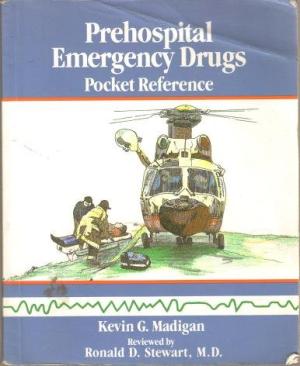 Prehospital
Emergency Drugs
Pocket Reference
Kevin G. Madigan
Reviewed by
Ronald D. Stewart, M.D.